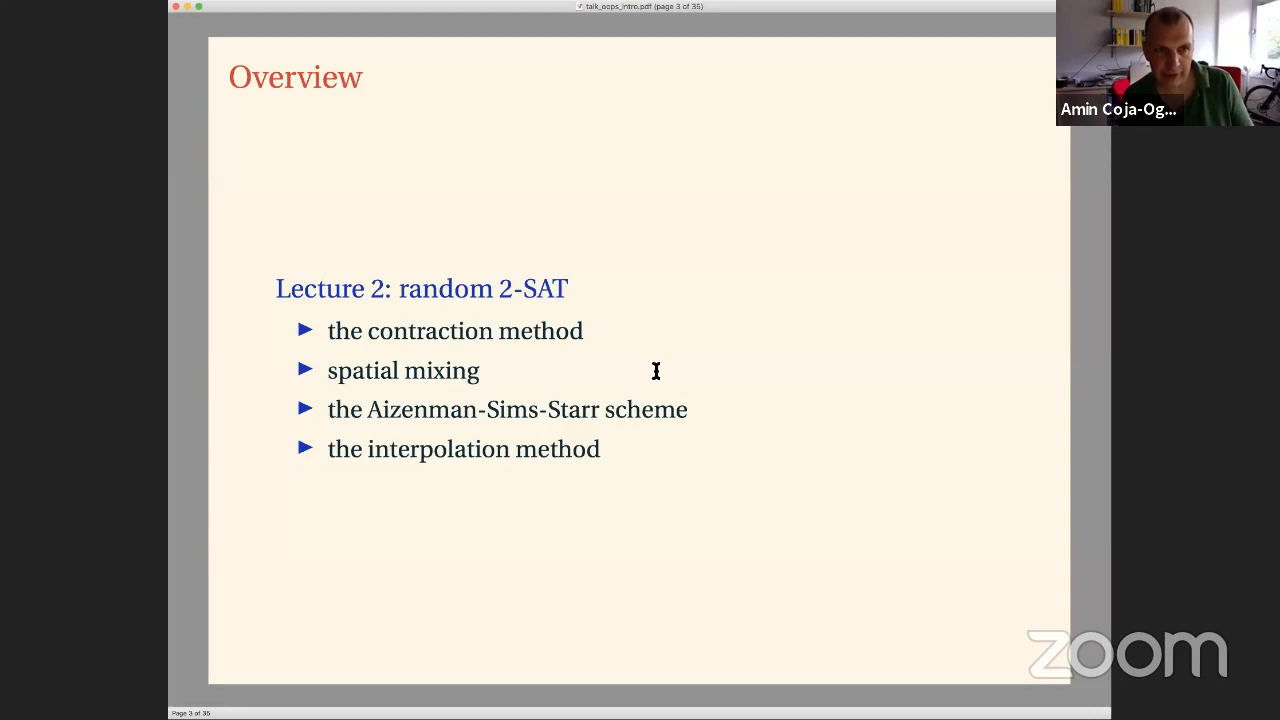 talk_oops_intro.pdf (page 3 of 35)
Overview
Amin Coja-Og...
Lecture 2: random 2-SAT
the contraction method
spatial mixing
the Aizenman-Sims-Starr scheme
the interpolation method
zoom
Page 3 of 35